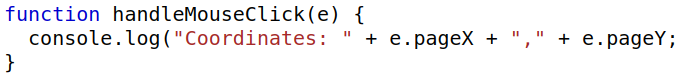 function handleMouseClick(e) {
  console.log("Coordinates: " + e.pageX + "," + e.pageY;
}